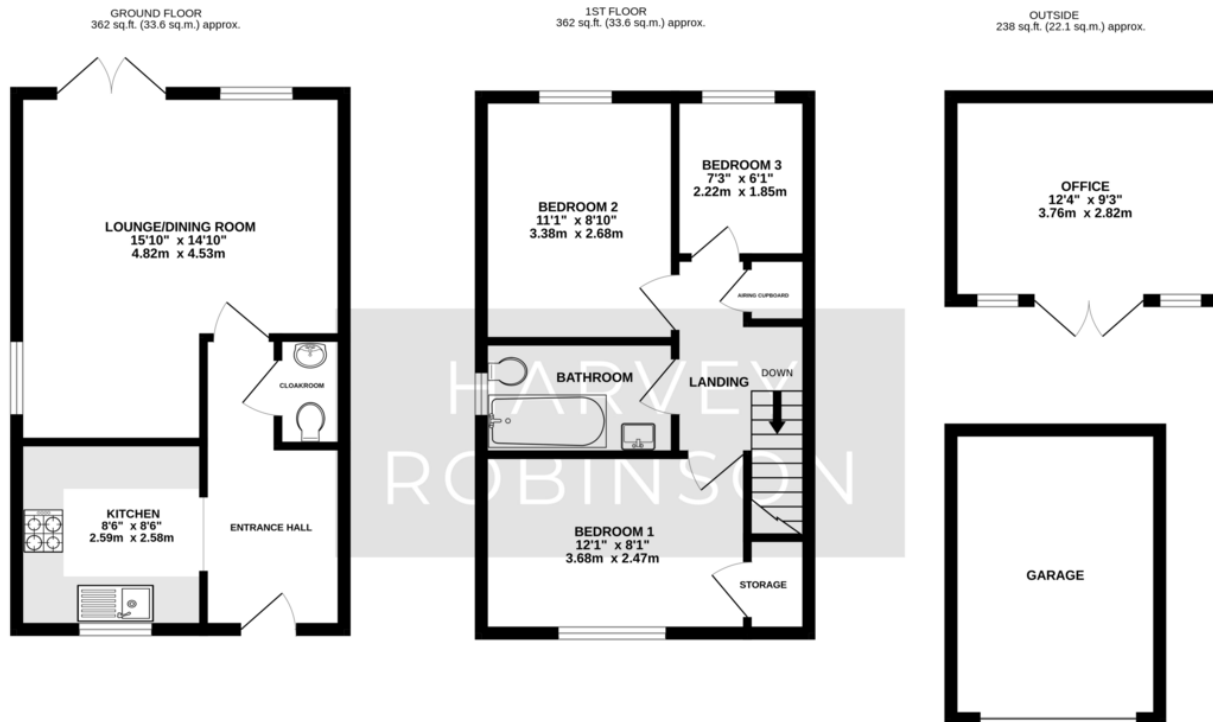 GROUND FLOOR
362 sq.ft. (33.6 sq.m.) approx.
LOUNGE/DINING ROOM
15'10" x 14'10"
4.82m x 4.53m
CLOAKROOM
KITCHEN
8'6" x 8'6"
2.59m x 2.58m
ENTRANCE HALL
1ST FLOOR
362 sq.ft. (33.6 sq.m.) approx.
BEDROOM 2
11'1" x 8'10"
3.38m x 2.68m
BEDROOM 3
7'3" x 6'1"
2.22m x 1.85m
AIRING CUPBOARD
BATHROOM
LANDING
DOWN
HARVEY
ROBINSON
BEDROOM 1
12'1" x 8'1"
3.68m x 2.47m
STORAGE
OUTSIDE
238 sq.ft. (22.1 sq.m.) approx.
OFFICE
12'4" x 9'3"
3.76m x 2.82m
GARAGE